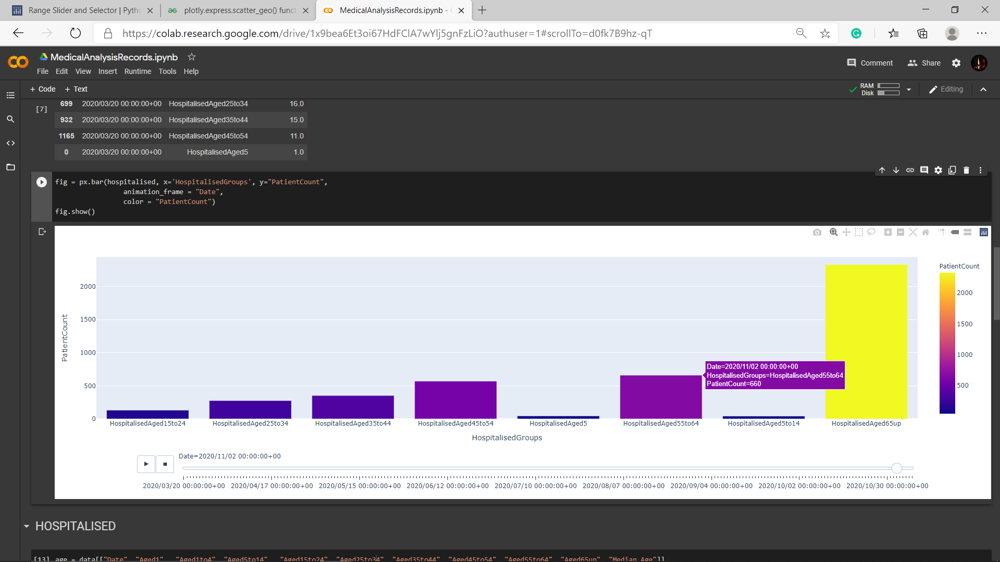 Range Slider and Selector | Pytho
plotly.express.scatter_geo() funct
MedicalAnalysisRecords.ipynb - C
https://colab.research.google.com/drive/1x9bea6Et3oi67HdFClA7wYlj5gnFzLiO?authuser=1#scrollTo=d0fk7B9hz-qT
MedicalAnalysisRecords.ipynb
Comment
Share
File Edit View Insert Runtime Tools Help
+ Code + Text
RAM
Disk
Editing
[7]
699 2020/03/20 00:00:00+00 HospitalisedAged25to34 16.0
932 2020/03/20 00:00:00+00 HospitalisedAged35to44 15.0
1165 2020/03/20 00:00:00+00 HospitalisedAged45to54 11.0
0 2020/03/20 00:00:00+00 HospitalisedAged5 1.0
fig = px.bar(hospitalised, x='HospitalisedGroups', y="PatientCount",
animation_frame = "Date",
color = "PatientCount")
fig.show()
PatientCount
2000
1500
1000
500
0
PatientCount
2000
1500
1000
500
Date=2020/11/02 00:00:00+00
HospitalisedGroups=HospitalisedAged55to64
PatientCount=660
HospitalisedAged15to24 HospitalisedAged25to34 HospitalisedAged35to44 HospitalisedAged45to54 HospitalisedAged5 HospitalisedAged55to64 HospitalisedAged5to14 HospitalisedAged65up
HospitalisedGroups
Date=2020/11/02 00:00:00+00
2020/03/20 00:00:00+00 2020/04/17 00:00:00+00 2020/05/15 00:00:00+00 2020/06/12 00:00:00+00 2020/07/10 00:00:00+00 2020/08/07 00:00:00+00 2020/09/04 00:00:00+00 2020/10/02 00:00:00+00 2020/10/30 00:00:00+00
HOSPITALISED
[13] age = data[["Date", "Aged1", "Aged1to4", "Aged5to14", "Aged15to24", "Aged25to34", "Aged35to44", "Aged45to54", "Aged55to64", "Aged65up", "Median Age"]]